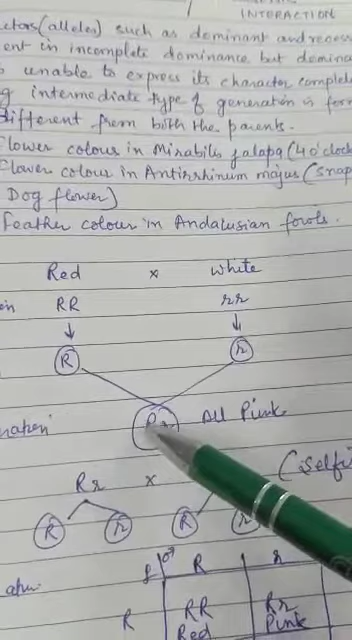 INTERACTION
ctors (alleles) such as dominant and recess
ent in incomplete dominance but domina
unable to express its character complete
g intermediate type of generation is form
different from both the parents.
Flower colour in Mirabilis jalapa (4 o'clock
Flower colour in Antirrhinum majus (snap
Dog flower)
Feather colour in Andalusian fowls.
Red x white
RR rr
R r
Rr All Pink
Rr x (selfi
R r R
♂ R r
R RR Rr
Red Pink